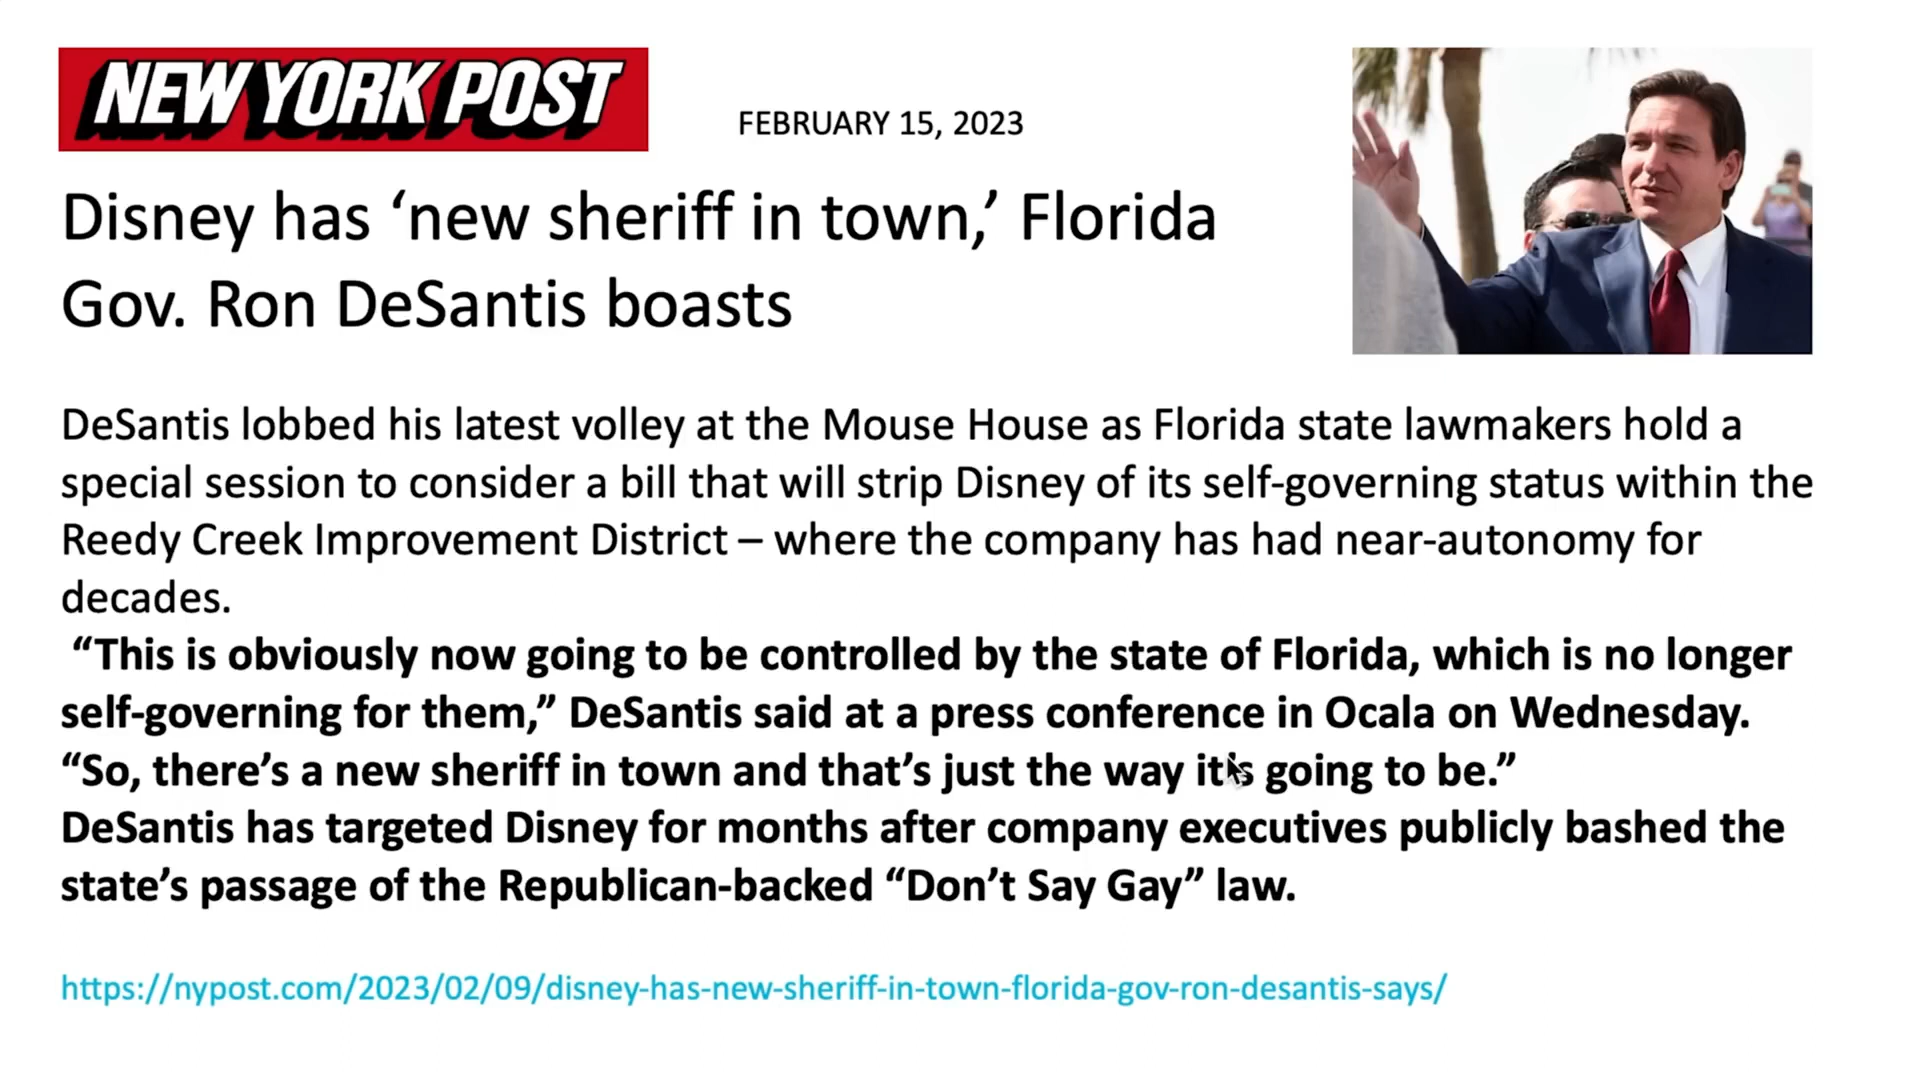 NEW YORK POST
FEBRUARY 15, 2023
Disney has ‘new sheriff in town,’ Florida
Gov. Ron DeSantis boasts
DeSantis lobbed his latest volley at the Mouse House as Florida state lawmakers hold a
special session to consider a bill that will strip Disney of its self-governing status within the
Reedy Creek Improvement District – where the company has had near-autonomy for
decades.
“This is obviously now going to be controlled by the state of Florida, which is no longer
self-governing for them,” DeSantis said at a press conference in Ocala on Wednesday.
“So, there’s a new sheriff in town and that’s just the way it’s going to be.”
DeSantis has targeted Disney for months after company executives publicly bashed the
state’s passage of the Republican-backed “Don’t Say Gay” law.
https://nypost.com/2023/02/09/disney-has-new-sheriff-in-town-florida-gov-ron-desantis-says/